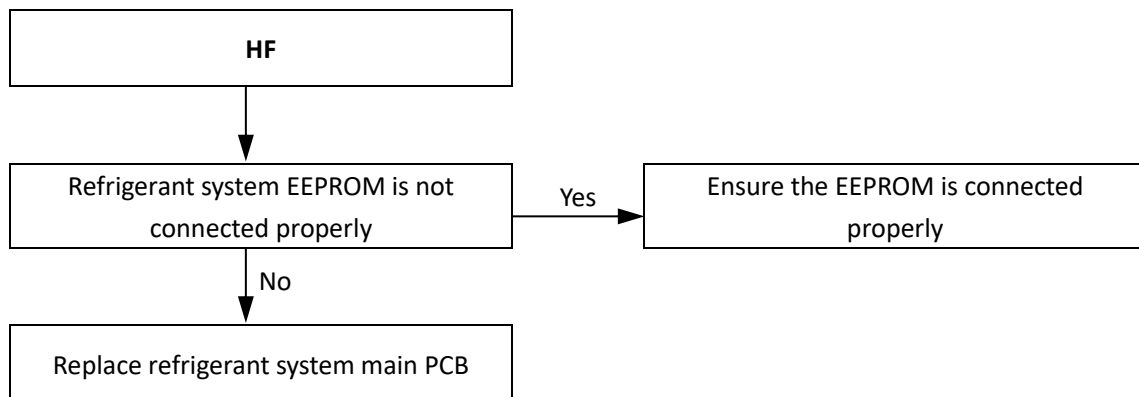 HF
Refrigerant system EEPROM is not
connected properly
Yes
Ensure the EEPROM is connected
properly
No
Replace refrigerant system main PCB